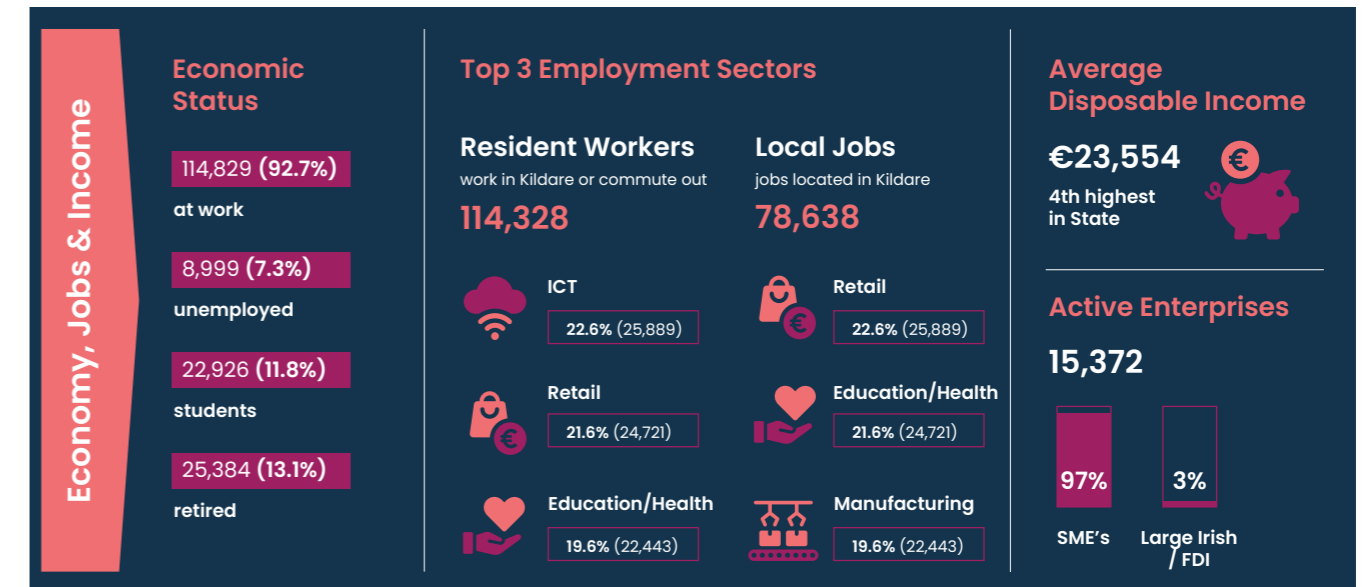 Economy, Jobs & Income
Economic
Status
114,829 (92.7%)
at work
8,999 (7.3%)
unemployed
22,926 (11.8%)
students
25,384 (13.1%)
retired
Top 3 Employment Sectors
Resident Workers
work in Kildare or commute out
114,328
ICT
22.6% (25,889)
Retail
21.6% (24,721)
Education/Health
19.6% (22,443)
Local Jobs
jobs located in Kildare
78,638
Retail
22.6% (25,889)
Education/Health
21.6% (24,721)
Manufacturing
19.6% (22,443)
Average
Disposable Income
€23,554
4th highest
in State
€
Active Enterprises
15,372
97%
SME's
3%
Large Irish
/ FDI